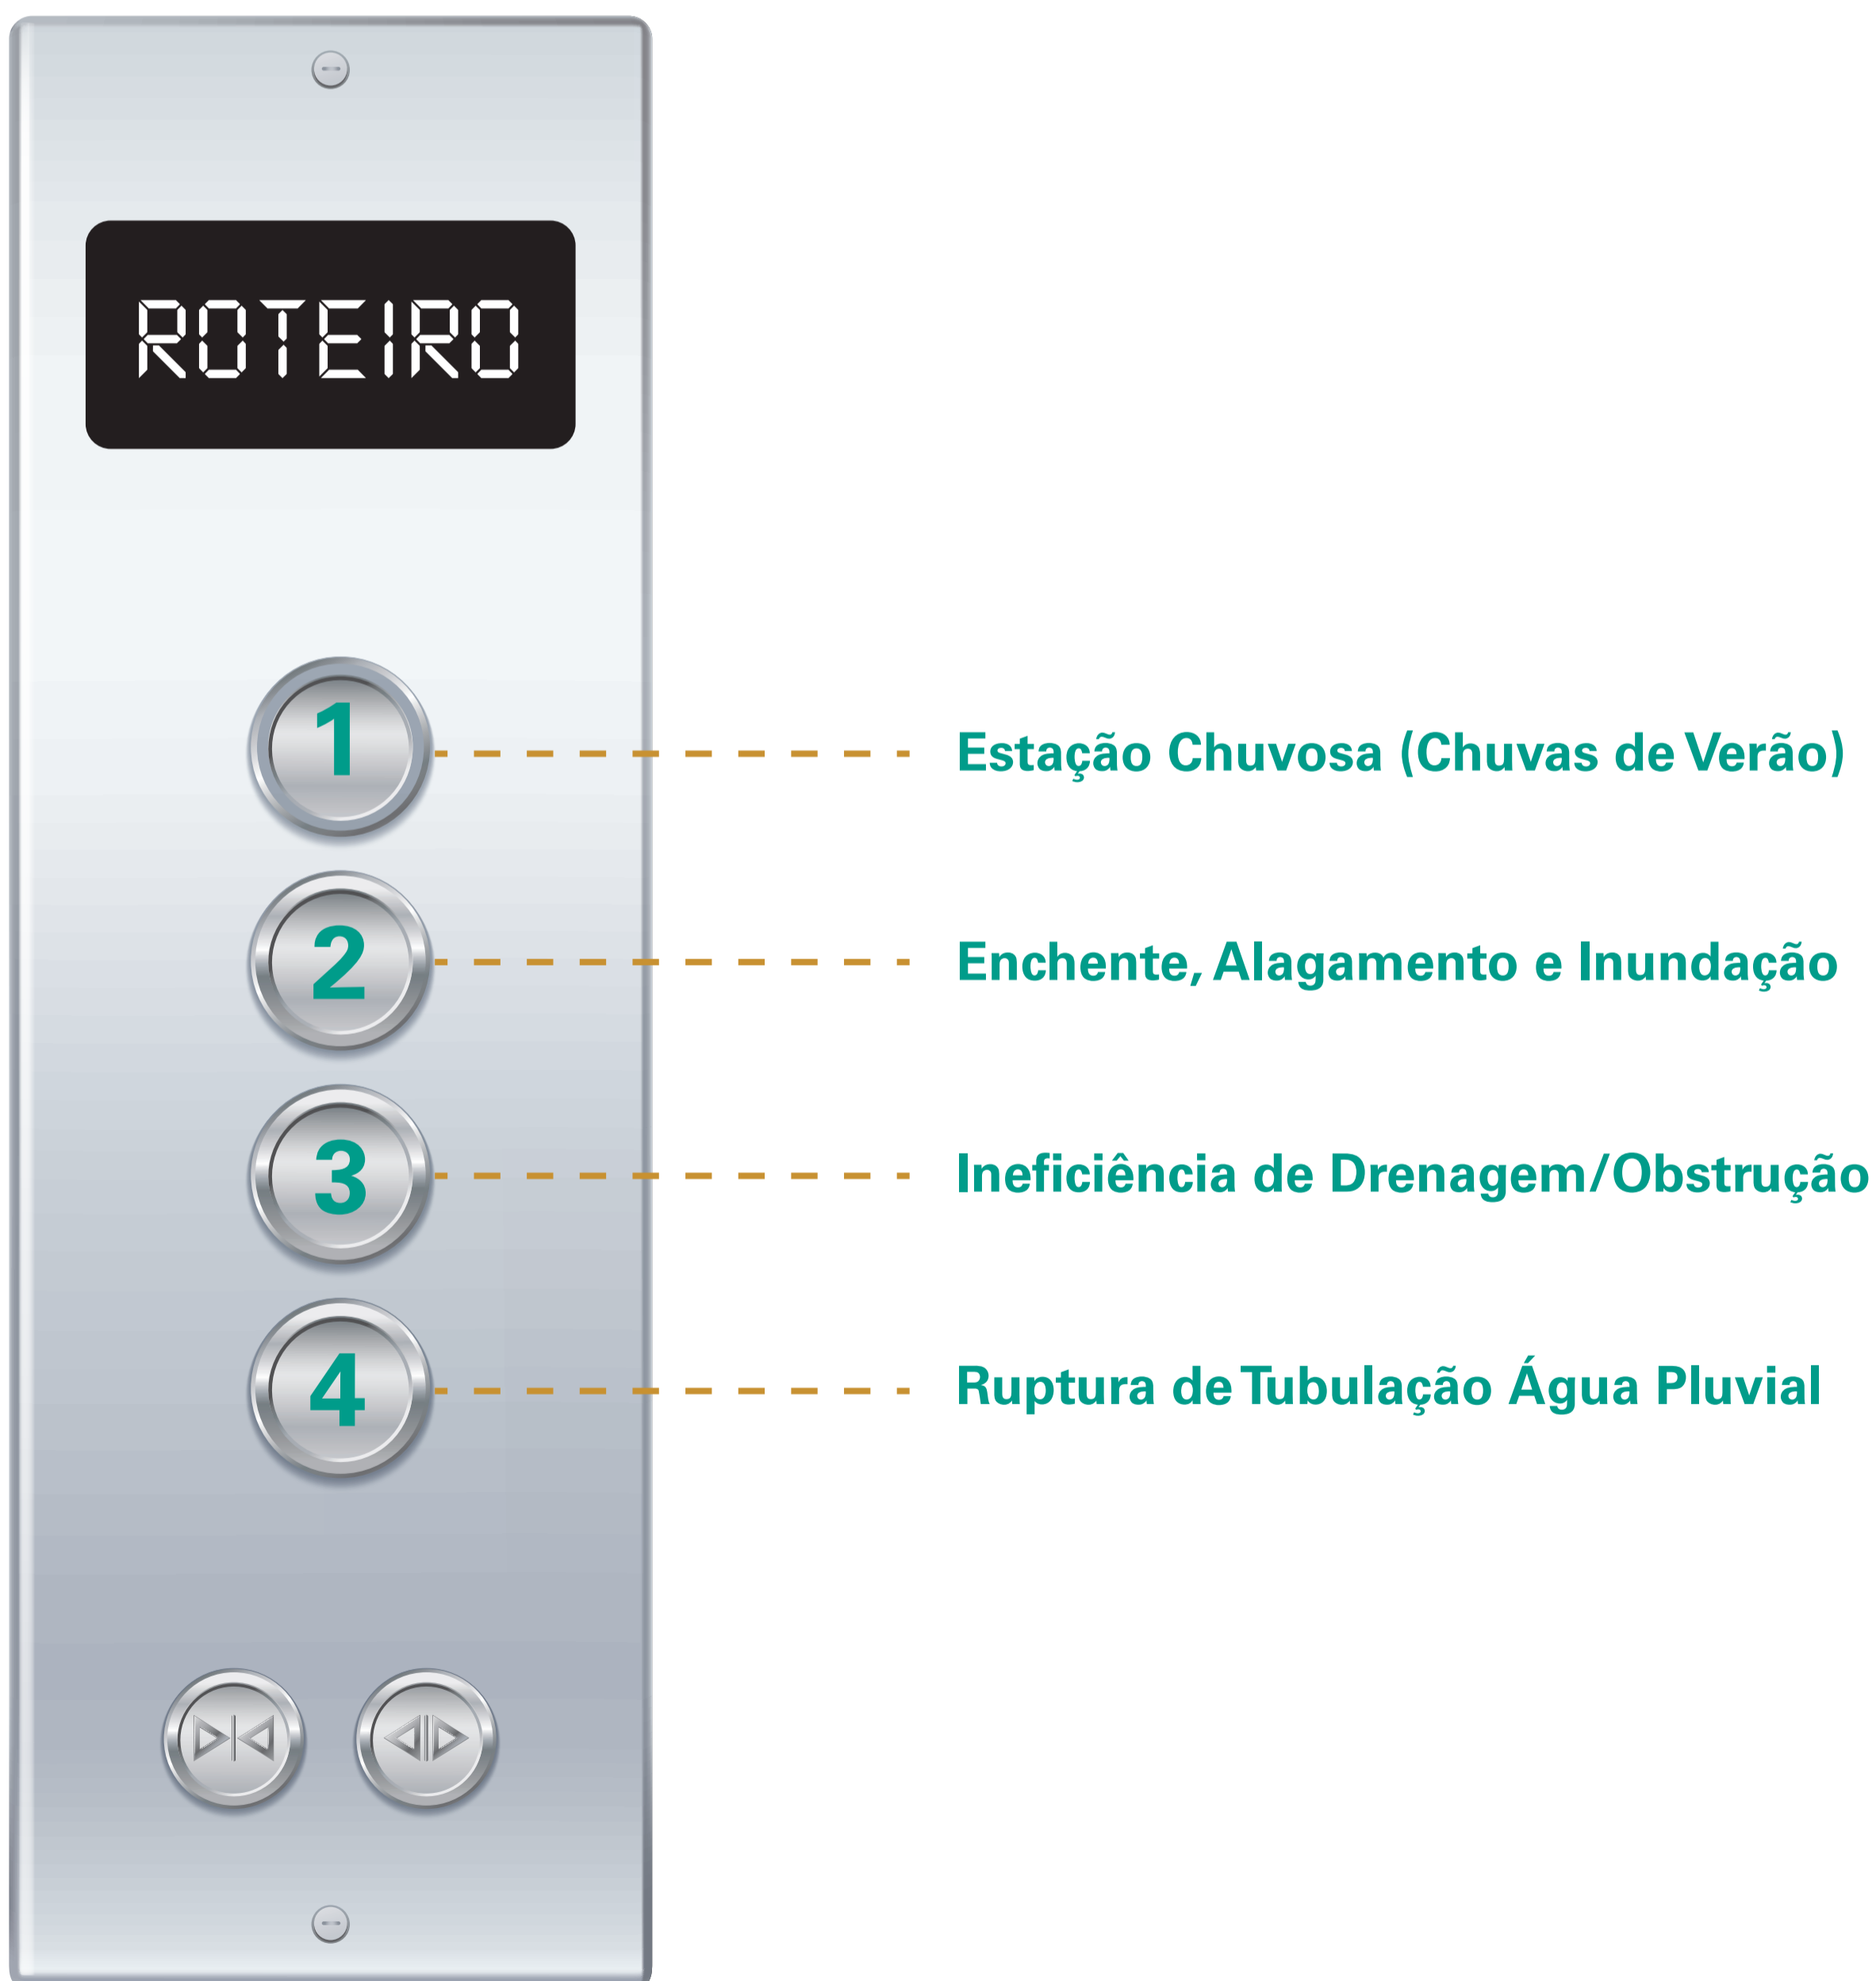 ROTEIRO
1 Estação Chuvosa (Chuvas de Verão)
2 Enchente, Alagamento e Inundação
3 Ineficiência de Drenagem/Obstrução
4 Ruptura de Tubulação Água Pluvial